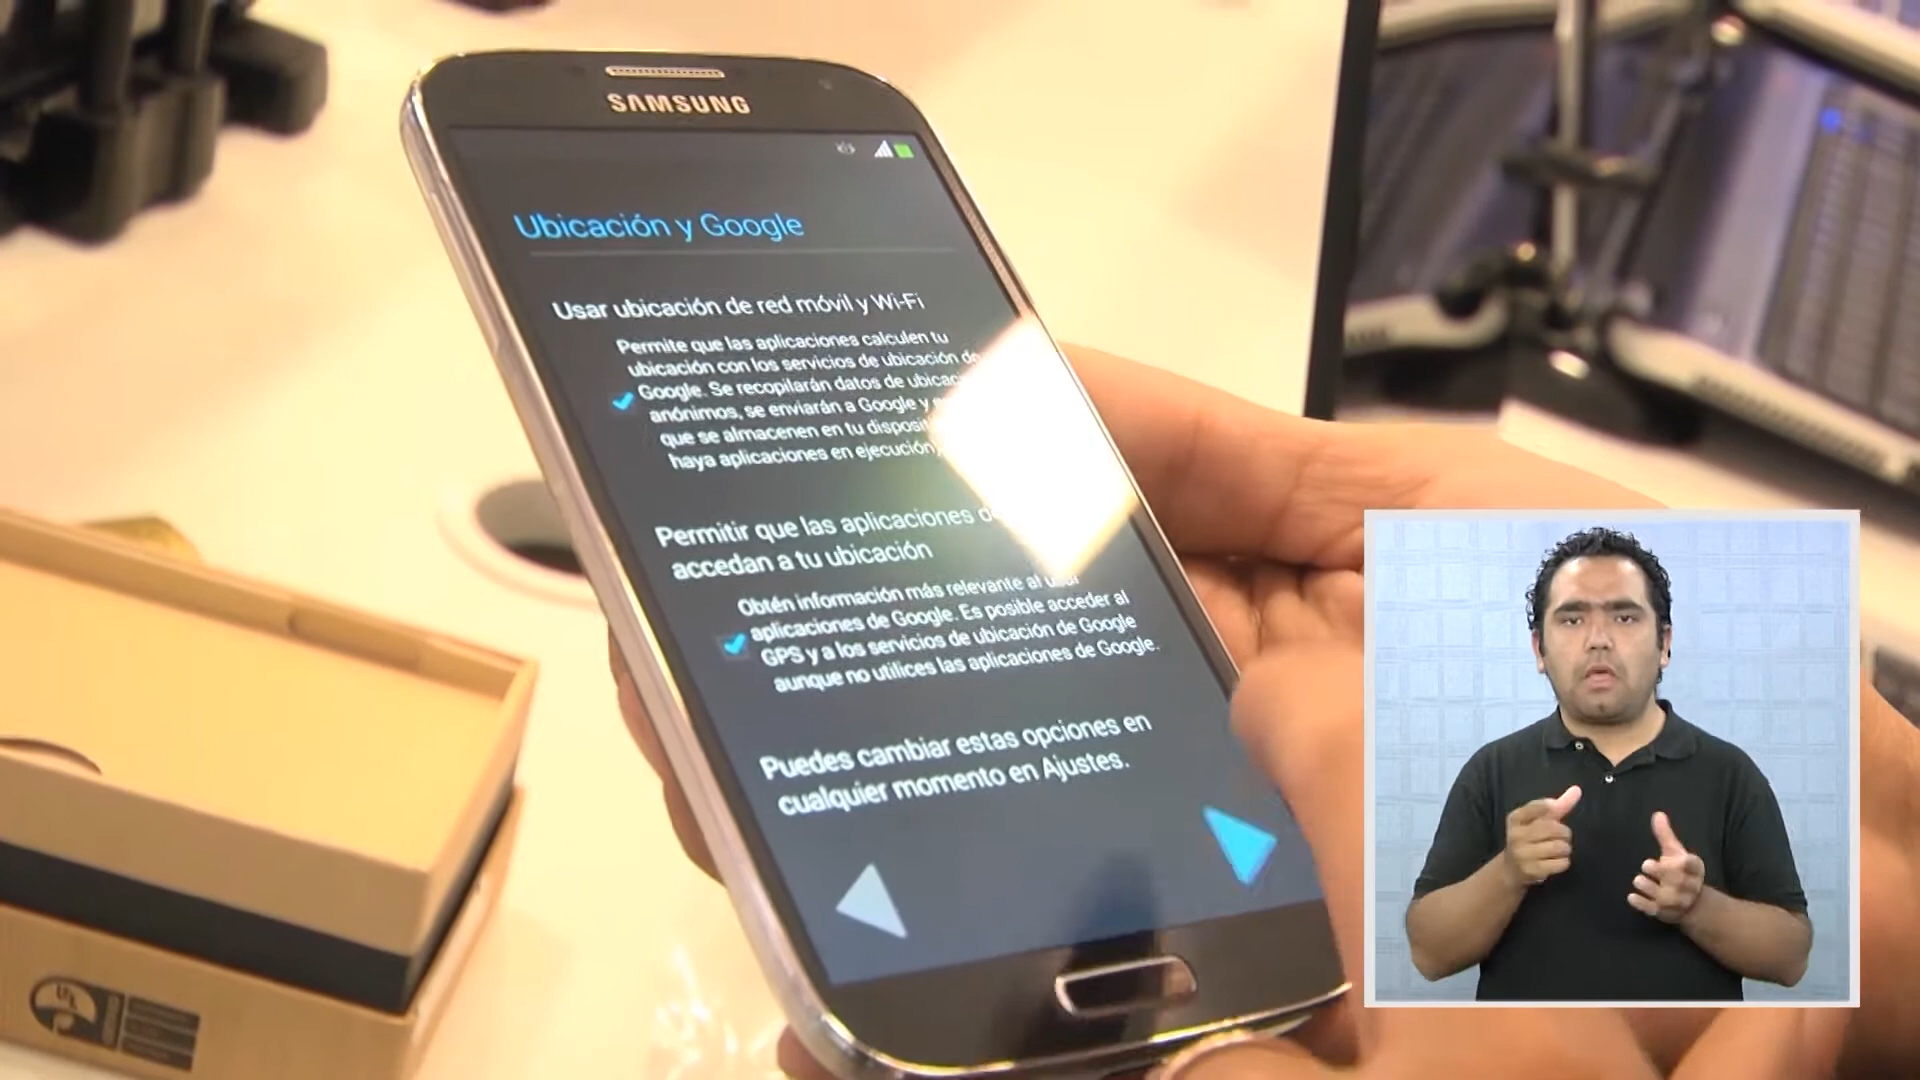 SAMSUNG
Ubicación y Google
Usar ubicación de red móvil y Wi-Fi
Permite que las aplicaciones calculen tu
ubicación con los servicios de ubicación de
Google. Se recopilarán datos de
anónimos, se enviarán a Google y
que se almacenen en tu
haya aplicaciones en ejecución
Permitir que las aplicaciones
accedan a tu ubicación
Obtén información más relevante al usar
aplicaciones de Google. Es posible acceder al
GPS y a los servicios de ubicación de Google
aunque no utilices las aplicaciones de Google.
Puedes cambiar estas opciones en
cualquier momento en Ajustes.